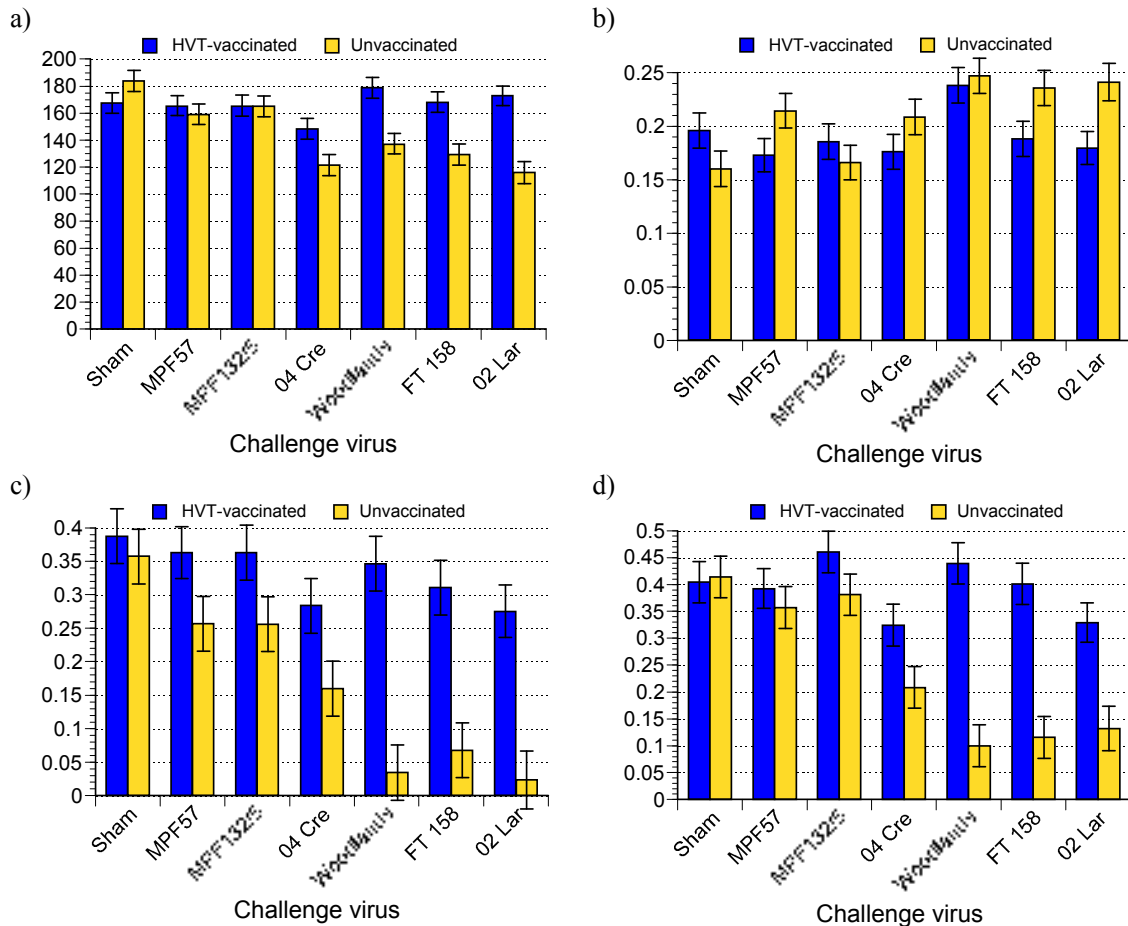 a)
HVT-vaccinated Unvaccinated
200
180
160
140
120
100
80
60
40
20
0
Sham MPF57 04 Cre FT 158 02 Lar
Challenge virus
b)
HVT-vaccinated Unvaccinated
0.25
0.2
0.15
0.1
0.05
0
Sham MPF57 04 Cre FT 158 02 Lar
Challenge virus
c)
HVT-vaccinated Unvaccinated
0.4
0.35
0.3
0.25
0.2
0.15
0.1
0.05
0
Sham MPF57 04 Cre FT 158 02 Lar
Challenge virus
d)
HVT-vaccinated Unvaccinated
0.5
0.45
0.4
0.35
0.3
0.25
0.2
0.15
0.1
0.05
0
Sham MPF57 04 Cre FT 158 02 Lar
Challenge virus